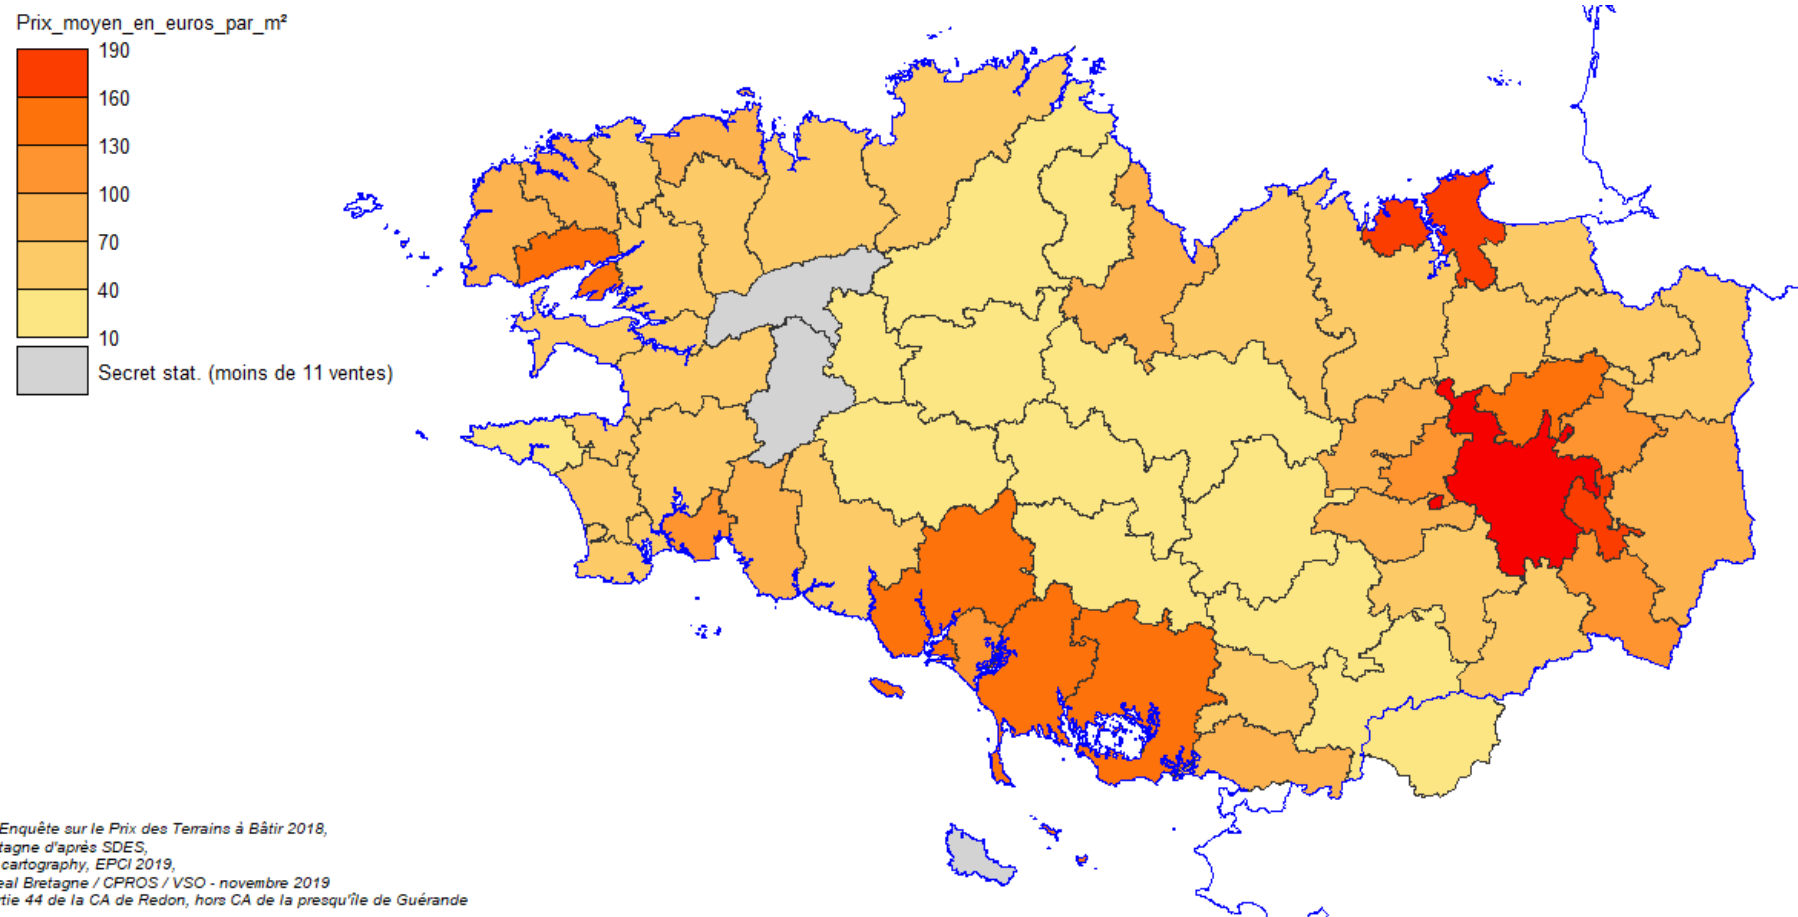 Prix_moyen_en_euros_par_m²
190
160
130
100
70
40
10
Secret stat. (moins de 11 ventes)
Enquête sur le Prix des Terrains à Bâtir 2018,
tagne d'après SDES,
cartography, EPCI 2019,
eal Bretagne / CPROS / VSO - novembre 2019
tie 44 de la CA de Redon, hors CA de la presqu'île de Guérande